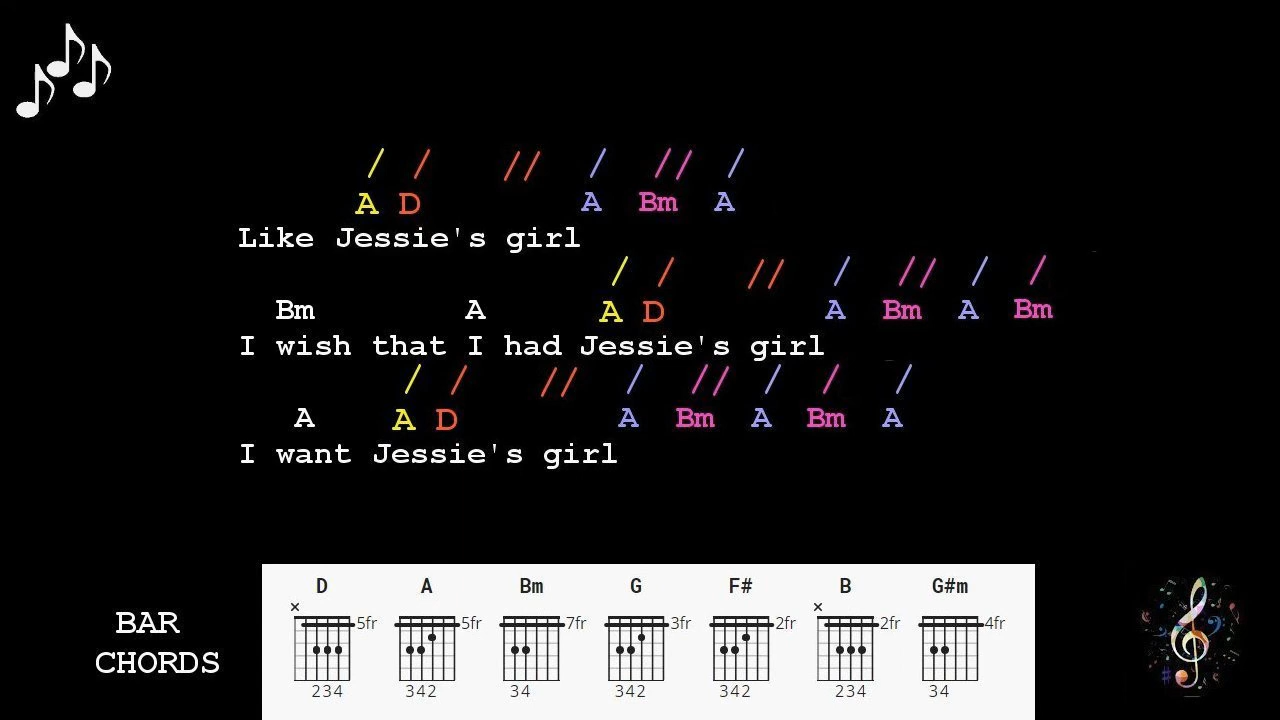 / / // / // /
A D A Bm A
Like Jessie's girl
/ / // / // / /
Bm A A D A Bm A Bm
I wish that I had Jessie's girl
/ / // / // / / /
A A D A Bm A Bm A
I want Jessie's girl
BAR
CHORDS
D A Bm G F# B G#m
× ×
5fr 5fr 7fr 3fr 2fr 2fr 4fr
234 342 34 342 342 234 34